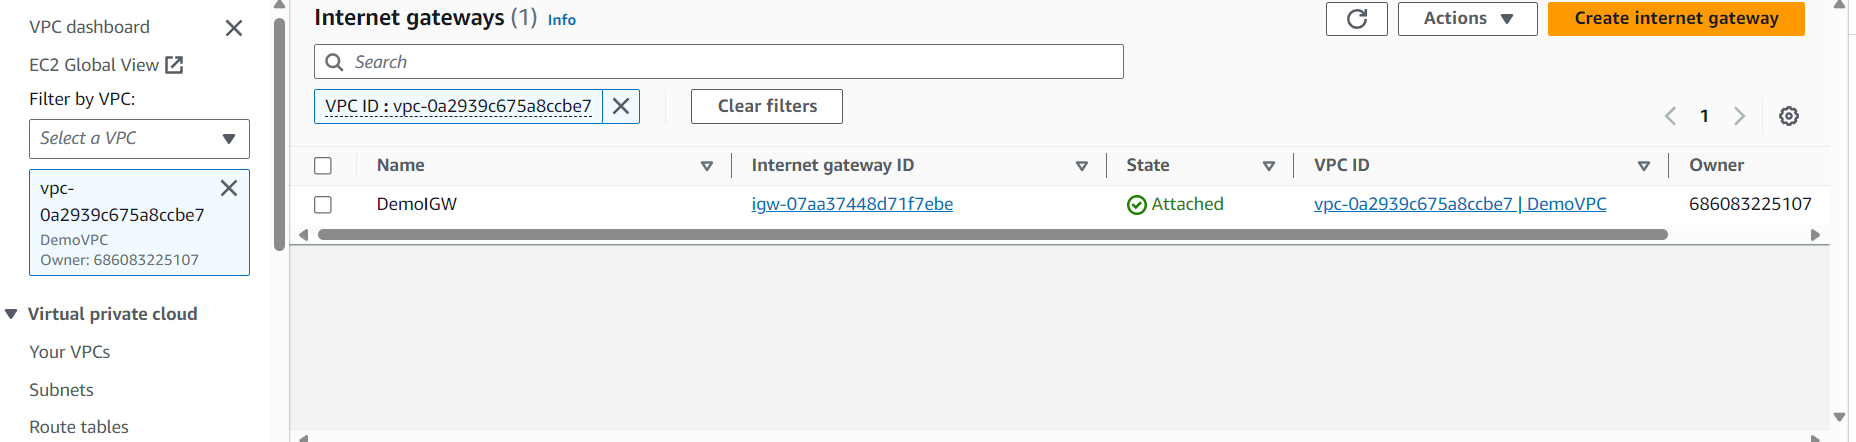 VPC dashboard
EC2 Global View
Filter by VPC:
Select a VPC
vpc-
0a2939c675a8ccbe7
DemoVPC
Owner: 686083225107
Virtual private cloud
Your VPCs
Subnets
Route tables
Internet gateways (1) Info
Actions
Create internet gateway
Search
VPC ID : vpc-0a2939c675a8ccbe7
Clear filters
1
Name Internet gateway ID State VPC ID Owner
DemoIGW igw-07aa37448d71f7ebe Attached vpc-0a2939c675a8ccbe7 | DemoVPC 686083225107